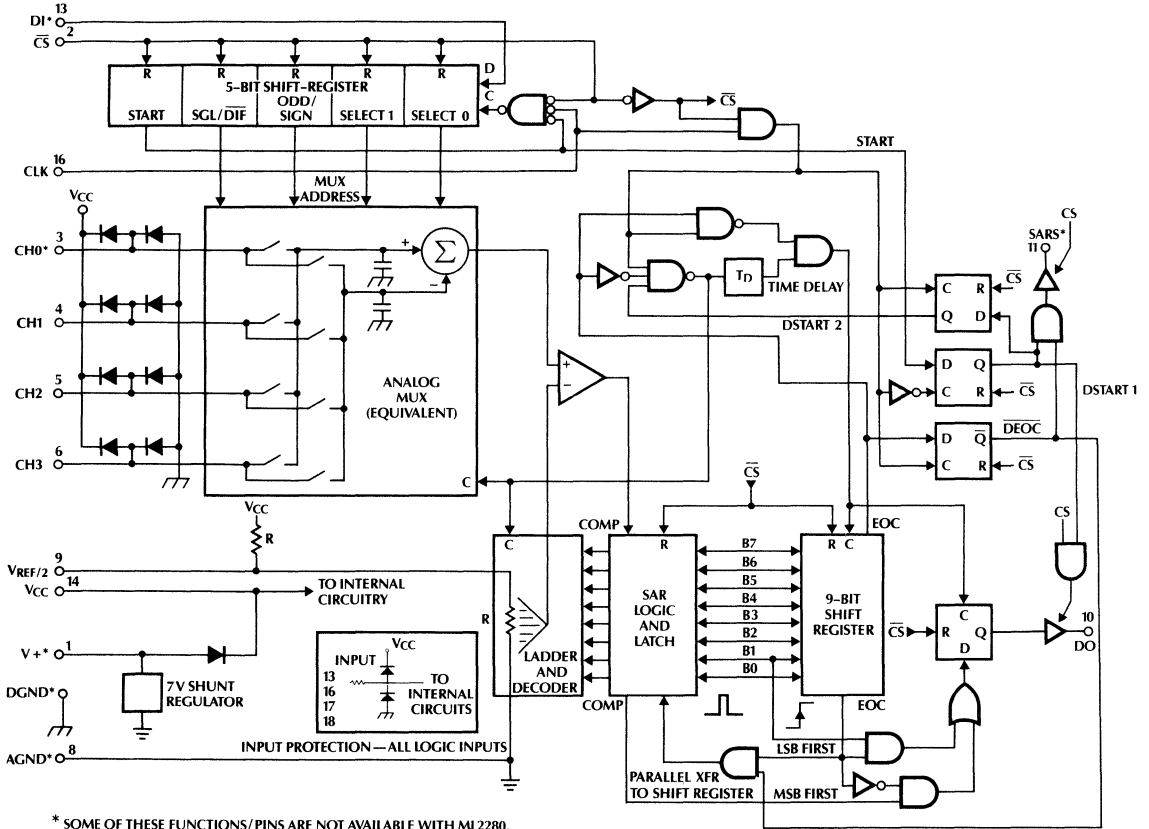 13
DI*
2
CS
R R R R R
D
5–BIT SHIFT–REGISTER
C
START
SGL/DIF
ODD/
SIGN
SELECT 1
SELECT 0
CS
START
16
CLK
MUX
ADDRESS
VCC
3
CH0*
4
CH1
5
CH2
6
CH3
+
Σ
−
ANALOG
MUX
(EQUIVALENT)
C
+
−
TD
TIME DELAY
DSTART 2
CS
SARS*
11
C R CS
Q D
D Q
C R CS
DSTART 1
D Q DEOC
C R CS
CS
VCC
R
9
VREF/2
14
VCC
TO INTERNAL
CIRCUITRY
1
V+*
7V SHUNT
REGULATOR
DGND*
8
AGND*
VCC
INPUT
13
16
17
18
TO
INTERNAL
CIRCUITS
INPUT PROTECTION—ALL LOGIC INPUTS
C
R
LADDER
AND
DECODER
COMP
R
SAR
LOGIC
AND
LATCH
COMP
CS
B7
B6
B5
B4
B3
B2
B1
B0
R C
EOC
9–BIT
SHIFT
REGISTER
EOC
CS
R
C
Q
D
10
DO
LSB FIRST
MSB FIRST
PARALLEL XFR
TO SHIFT REGISTER
* SOME OF THESE FUNCTIONS/PINS ARE NOT AVAILABLE WITH ML2280.